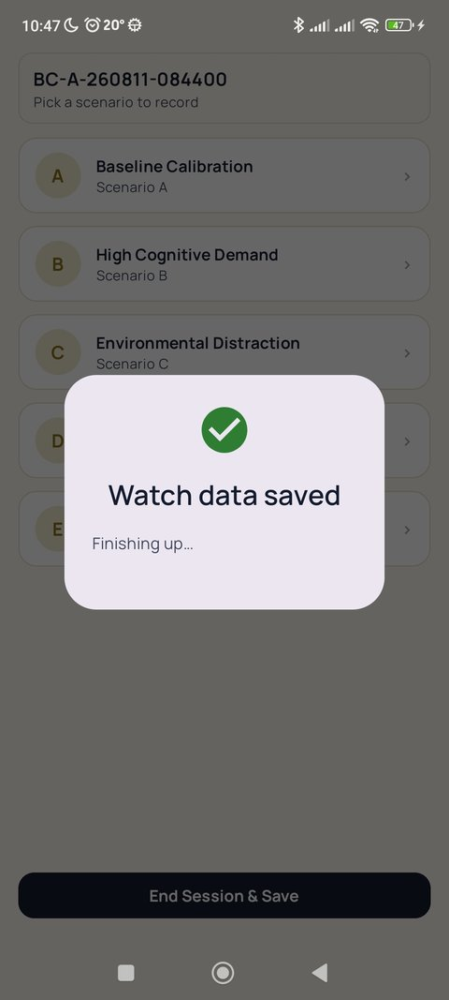 10:47 20° 47
BC-A-260811-084400
Pick a scenario to record
A
Baseline Calibration
Scenario A
B
High Cognitive Demand
Scenario B
C
Environmental Distraction
Scenario C
D
E
Watch data saved
Finishing up...
End Session & Save